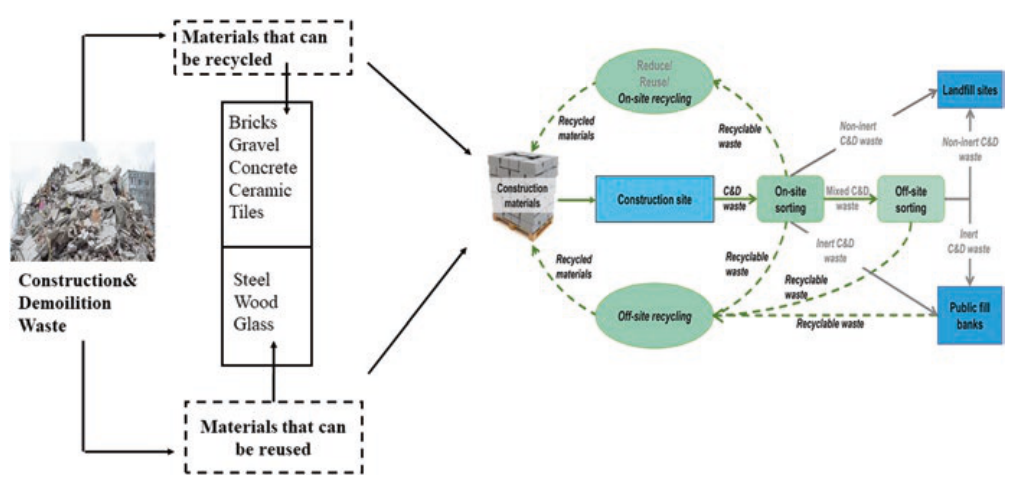 Materials that can
be recycled
Bricks
Gravel
Concrete
Ceramic
Tiles
Steel
Wood
Glass
Construction&
Demoilition
Waste
Materials that can
be reused
Reduce/
Reuse/
On-site recycling
Recycled
materials
Recyclable
waste
Construction
materials
Construction site
C&D
waste
On-site
sorting
Mixed C&D
waste
Off-site
sorting
Non-inert
C&D waste
Landfill sites
Non-inert C&D
waste
Inert
C&D waste
Inert C&D
waste
Recyclable
waste
Recycled
materials
Recyclable
waste
Off-site recycling
Recyclable waste
Public fill
banks